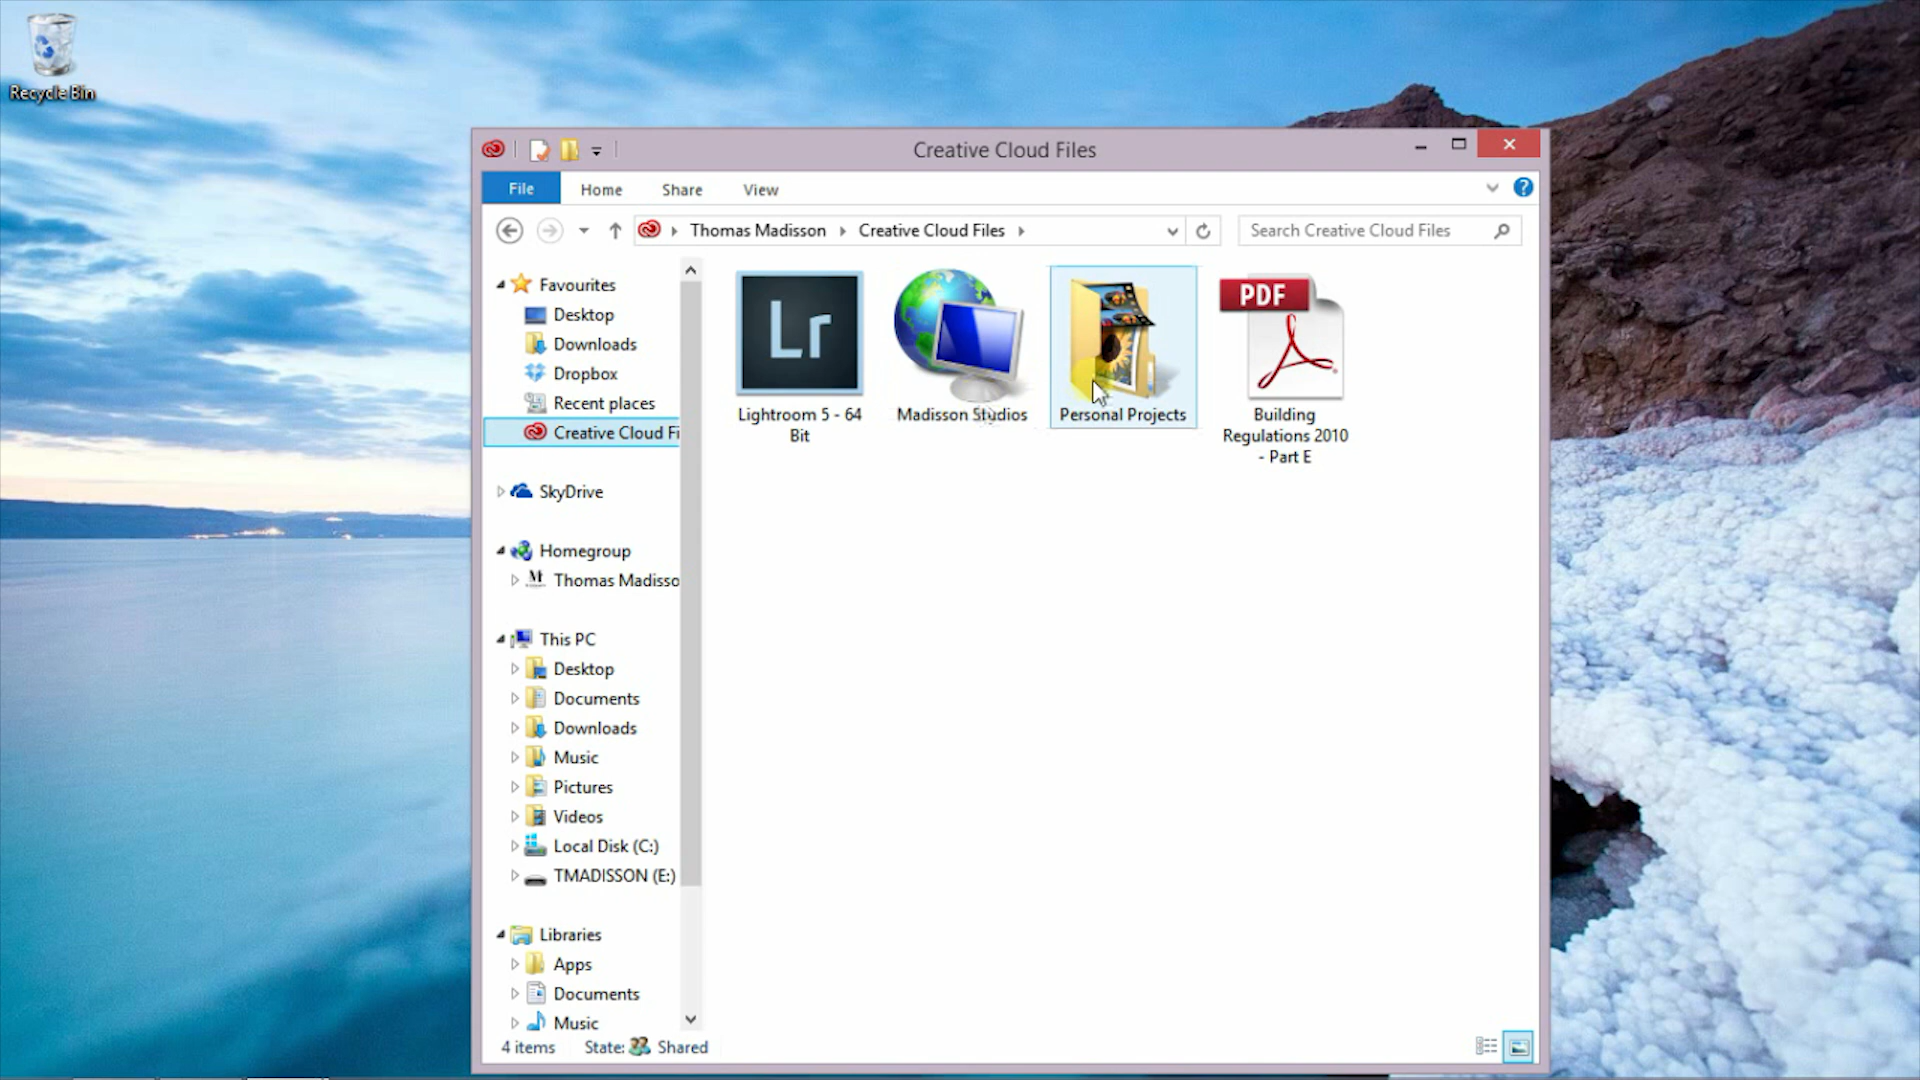 Recycle Bin
Creative Cloud Files
File Home Share View
Thomas Madisson Creative Cloud Files
Search Creative Cloud Files
Favourites
Desktop
Downloads
Dropbox
Recent places
Creative Cloud Fi
SkyDrive
Homegroup
Thomas Madisso
This PC
Desktop
Documents
Downloads
Music
Pictures
Videos
Local Disk (C:)
TMADISSON (E:)
Libraries
Apps
Documents
Music
Lr
Lightroom 5 - 64
Bit
Madisson Studios
Personal Projects
PDF
Building
Regulations 2010
- Part E
4 items State: Shared